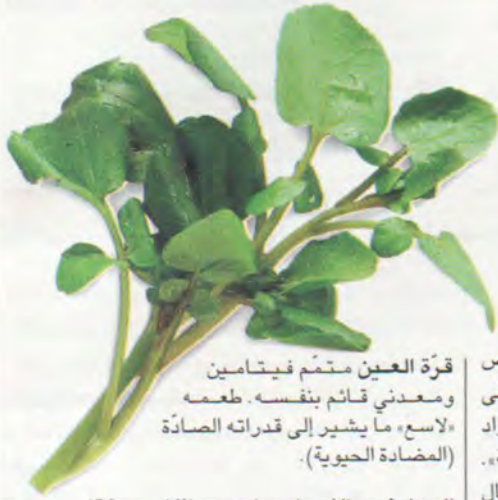 قرّة العين متمّم فيتامين
ومعدني قائم بنفسه. طعمه
«لاسع» ما يشير إلى قدراته الصادّة
(المضادة الحيوية).